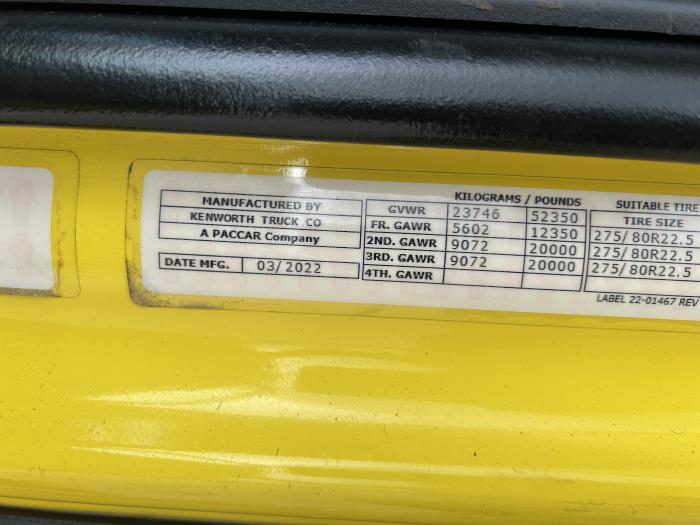 MANUFACTURED BY
KENWORTH TRUCK CO
A PACCAR Company
DATE MFG. 03/2022
KILOGRAMS / POUNDS SUITABLE TIRE
GVWR 23746 52350 TIRE SIZE
FR. GAWR 5602 12350 275/80R22.5
2ND. GAWR 9072 20000 275/80R22.5
3RD. GAWR 9072 20000 275/80R22.5
4TH. GAWR
LABEL 22-01467 REV